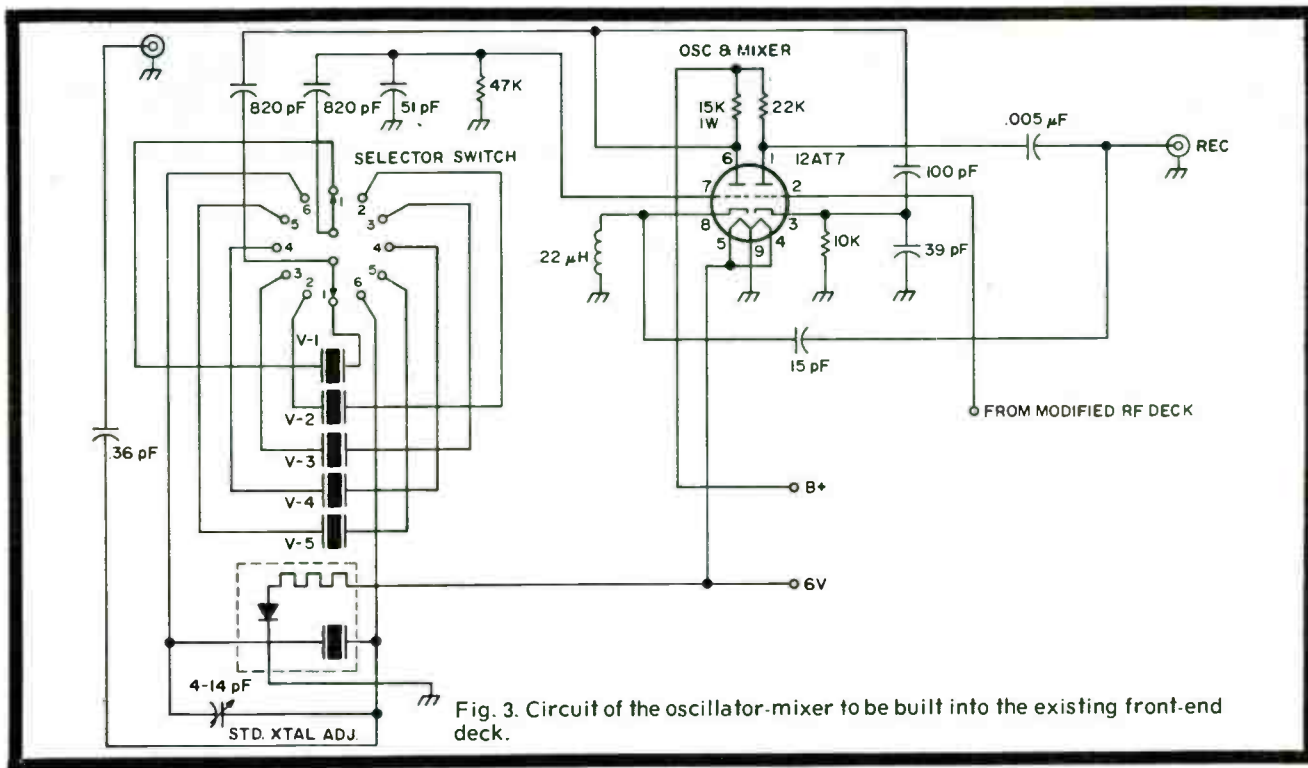 OSC & MIXER
820 pF
820 pF
51 pF
47K
15K
1W
22K
.005 µF
REC
SELECTOR SWITCH
6
1
2
5
3
4
4
3
5
2
1
6
6
1
12AT7
7
2
8
3
5
9
4
100 pF
22 µH
10K
39 pF
15 pF
FROM MODIFIED RF DECK
V-1
V-2
V-3
V-4
V-5
36 pF
B+
6V
4-14 pF
STD. XTAL ADJ.
Fig. 3. Circuit of the oscillator-mixer to be built into the existing front-end
deck.